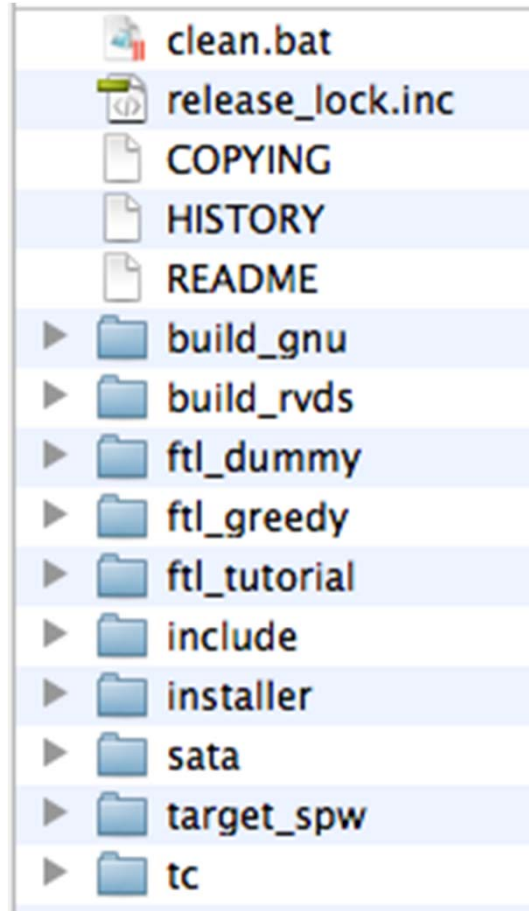 clean.bat
release_lock.inc
COPYING
HISTORY
README
build_gnu
build_rvds
ftl_dummy
ftl_greedy
ftl_tutorial
include
installer
sata
target_spw
tc